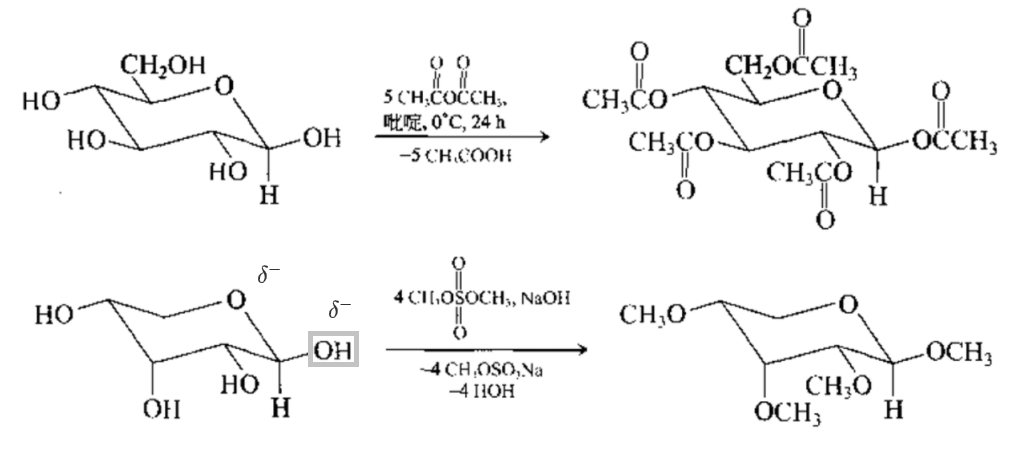 CH₂OH
O
HO
HO
HO
OH
H
O O
5 CH₃COCCH₃,
吡啶, 0°C, 24 h
−5 CH₃COOH
O
CH₂OCCH₃
O
CH₃CO
O
CH₃CO
O
CH₃CO
O
O
OCCH₃
H
δ⁻
δ⁻
HO
O
OH
HO
H
OH
O
4 CH₃OSOCH₃, NaOH
O
−4 CH₃OSO₃Na
−4 HOH
CH₃O
O
OCH₃
CH₃O
H
OCH₃